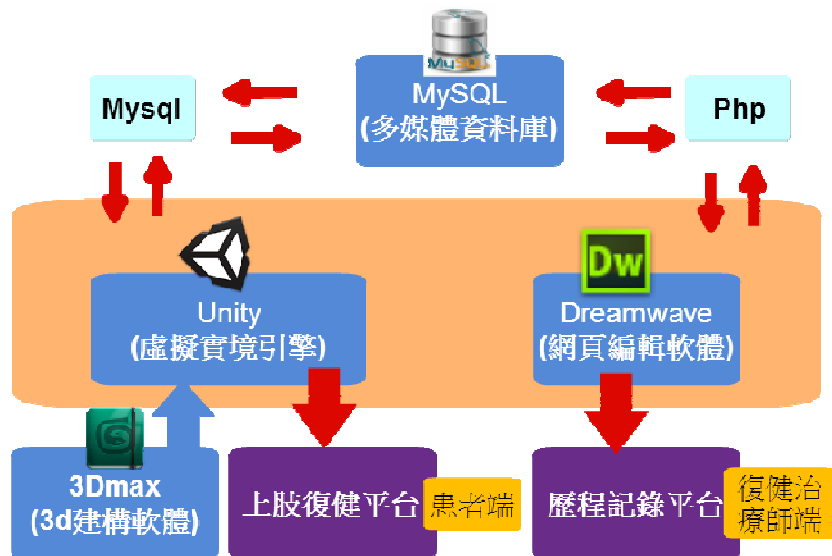 MySQL
MySQL
(多媒體資料庫)
Mysql
Php
Dw
Unity
(虛擬實境引擎)
Dreamwave
(網頁編輯軟體)
3Dmax
(3d建構軟體)
上肢復健平台
患者端
歷程記錄平台
復健治
療師端